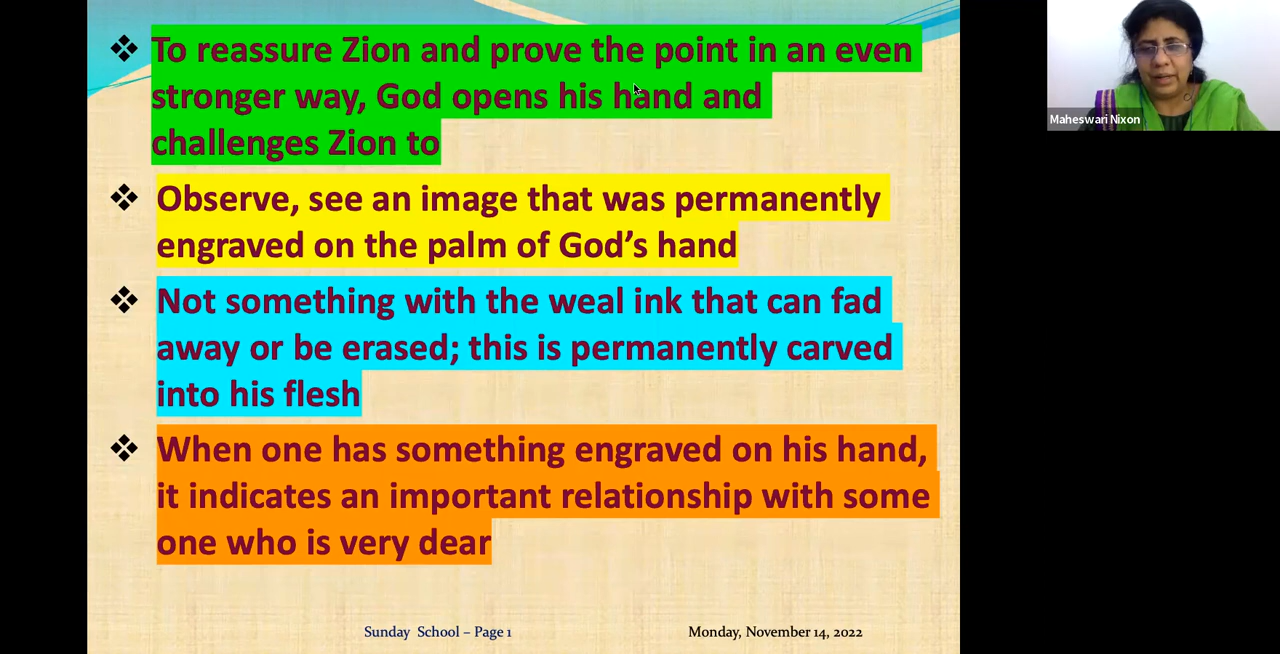 To reassure Zion and prove the point in an even
stronger way, God opens his hand and
challenges Zion to
Observe, see an image that was permanently
engraved on the palm of God's hand
Not something with the weal ink that can fad
away or be erased; this is permanently carved
into his flesh
When one has something engraved on his hand,
it indicates an important relationship with some
one who is very dear
Sunday School – Page 1
Monday, November 14, 2022
Maheswari Nixon